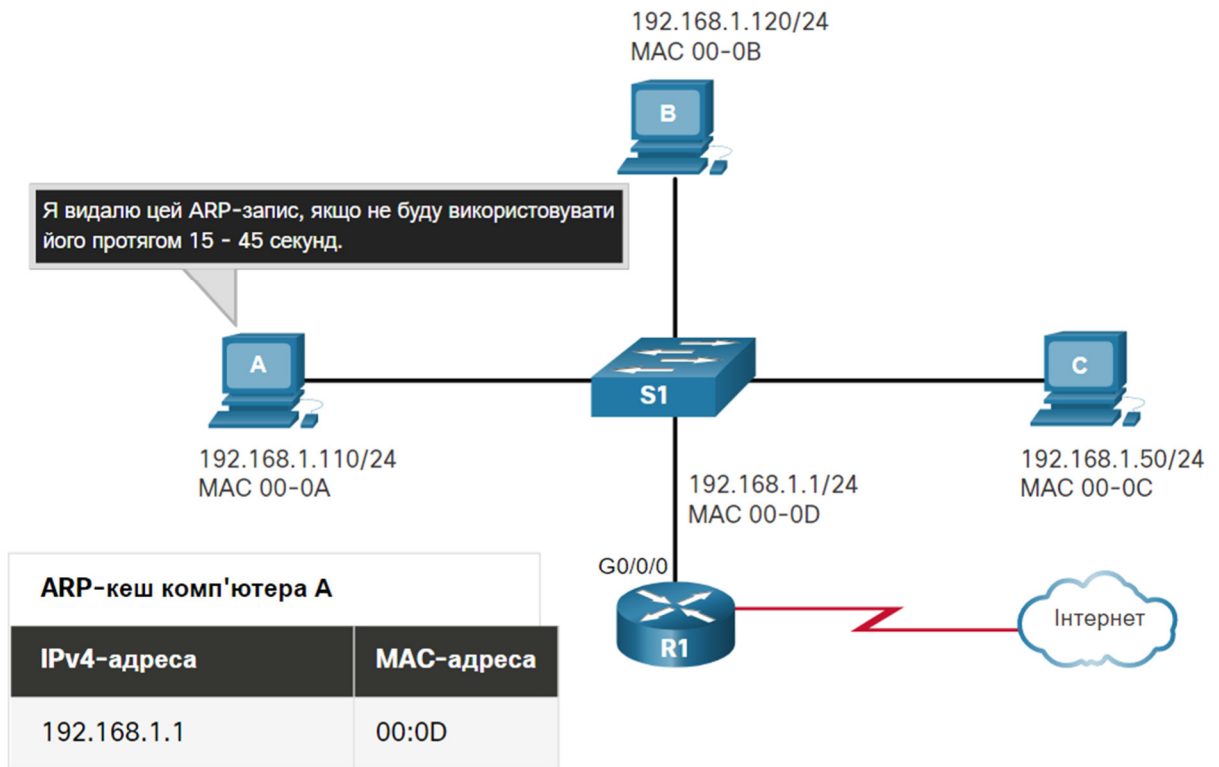 192.168.1.120/24
MAC 00-0B
B
Я видалю цей ARP-запис, якщо не буду використовувати
його протягом 15 - 45 секунд.
A
S1
C
192.168.1.110/24
MAC 00-0A
192.168.1.50/24
MAC 00-0C
192.168.1.1/24
MAC 00-0D
G0/0/0
R1
Інтернет
ARP-кеш комп'ютера А
IPv4-адреса MAC-адреса
192.168.1.1 00:0D